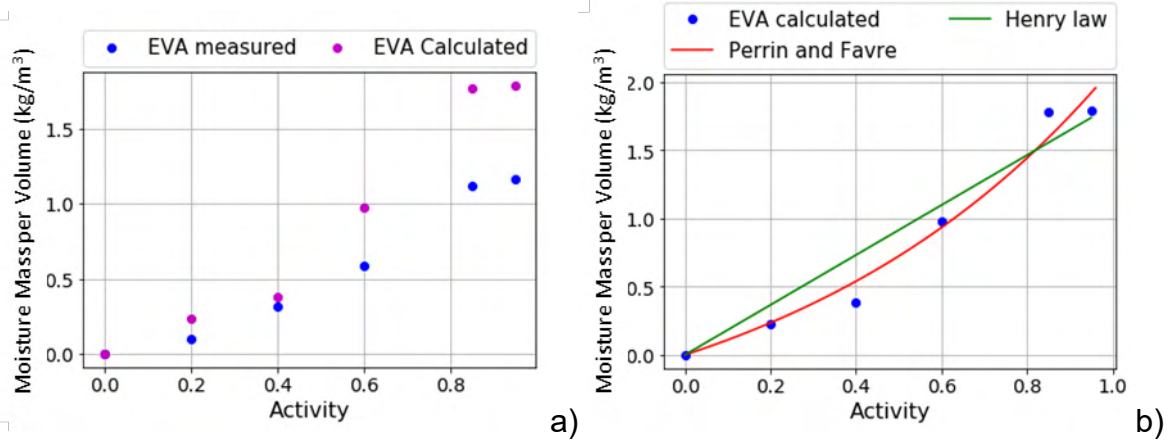 EVA measured EVA Calculated
Moisture Massper Volume (kg/m³)
1.5
1.0
0.5
0.0
0.0 0.2 0.4 0.6 0.8
Activity
a)
EVA calculated Henry law
Perrin and Favre
Moisture Massper Volume (kg/m³)
2.0
1.5
1.0
0.5
0.0
0.0 0.2 0.4 0.6 0.8 1.0
Activity
b)